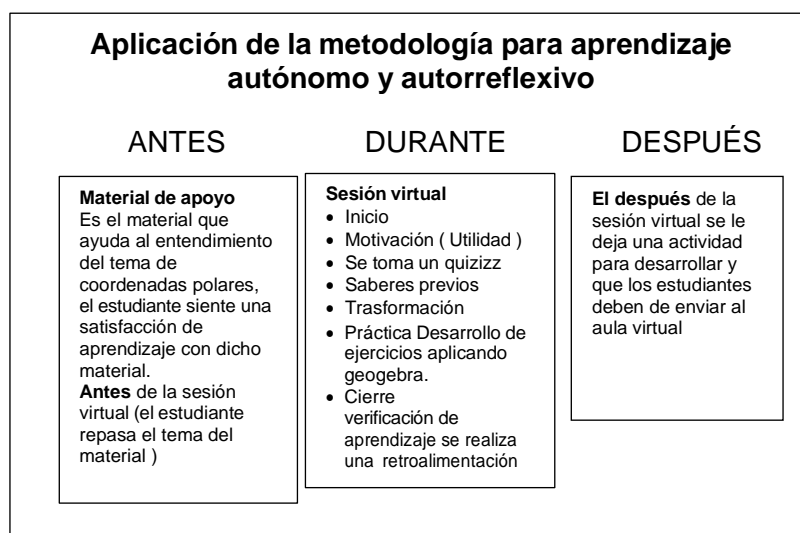 Aplicación de la metodología para aprendizaje
autónomo y autorreflexivo
ANTES
Material de apoyo
Es el material que
ayuda al entendimiento
del tema de
coordenadas polares,
el estudiante siente una
satisfacción de
aprendizaje con dicho
material.
Antes de la sesión
virtual (el estudiante
repasa el tema del
material )
DURANTE
Sesión virtual
• Inicio
• Motivación ( Utilidad )
• Se toma un quizizz
• Saberes previos
• Trasformación
• Práctica Desarrollo de
ejercicios aplicando
geogebra.
• Cierre
verificación de
aprendizaje se realiza
una retroalimentación
DESPUÉS
El después de la
sesión virtual se le
deja una actividad
para desarrollar y
que los estudiantes
deben de enviar al
aula virtual